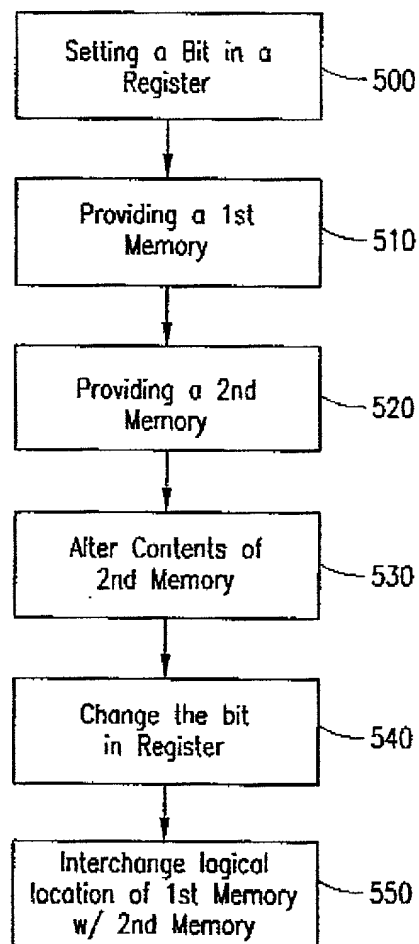 Setting a Bit in a
Register
500
Providing a 1st
Memory
510
Providing a 2nd
Memory
520
Alter Contents of
2nd Memory
530
Change the bit
in Register
540
Interchange logical
location of 1st Memory
w/ 2nd Memory
550